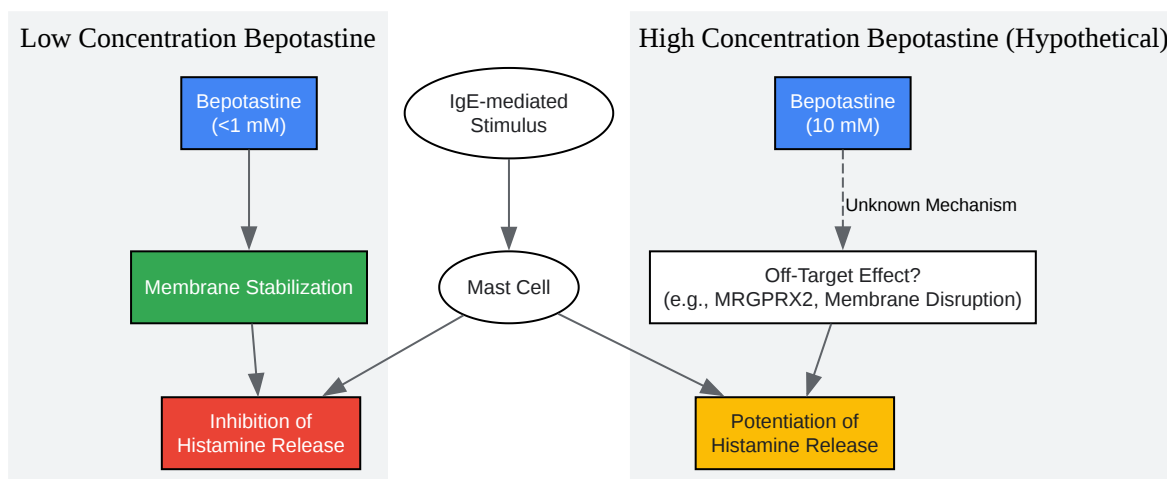 Low Concentration Bepotastine
High Concentration Bepotastine (Hypothetical)
Bepotastine
(<1 mM)
IgE-mediated
Stimulus
Bepotastine
(10 mM)
Unknown Mechanism
Membrane Stabilization
Mast Cell
Off-Target Effect?
(e.g., MRGPRX2, Membrane Disruption)
Inhibition of
Histamine Release
Potentiation of
Histamine Release